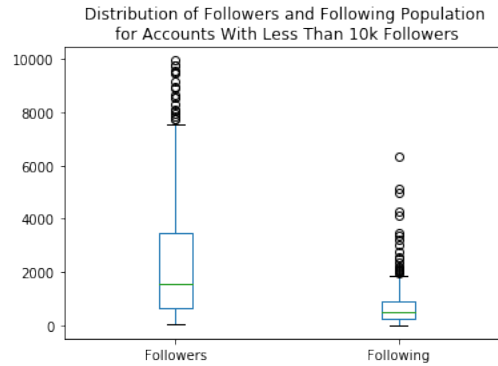 Distribution of Followers and Following Population
for Accounts With Less Than 10k Followers
10000
8000
6000
4000
2000
0
Followers
Following